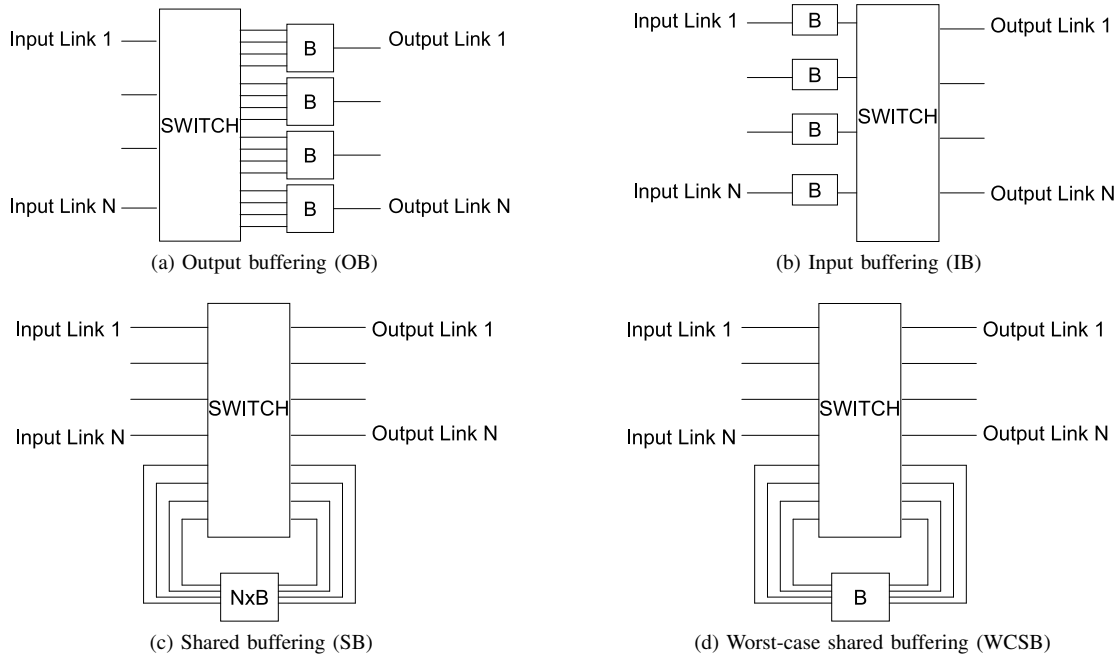 Input Link 1
Input Link N
SWITCH
B
B
B
B
Output Link 1
Output Link N
(a) Output buffering (OB)
Input Link 1
Input Link N
B
B
B
B
SWITCH
Output Link 1
Output Link N
(b) Input buffering (IB)
Input Link 1
Input Link N
SWITCH
Output Link 1
Output Link N
NxB
(c) Shared buffering (SB)
Input Link 1
Input Link N
SWITCH
Output Link 1
Output Link N
B
(d) Worst-case shared buffering (WCSB)